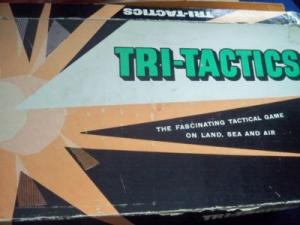 TRI-TACTICS
TRI-TACTICS
THE FASCINATING TACTICAL GAME
ON LAND, SEA AND AIR